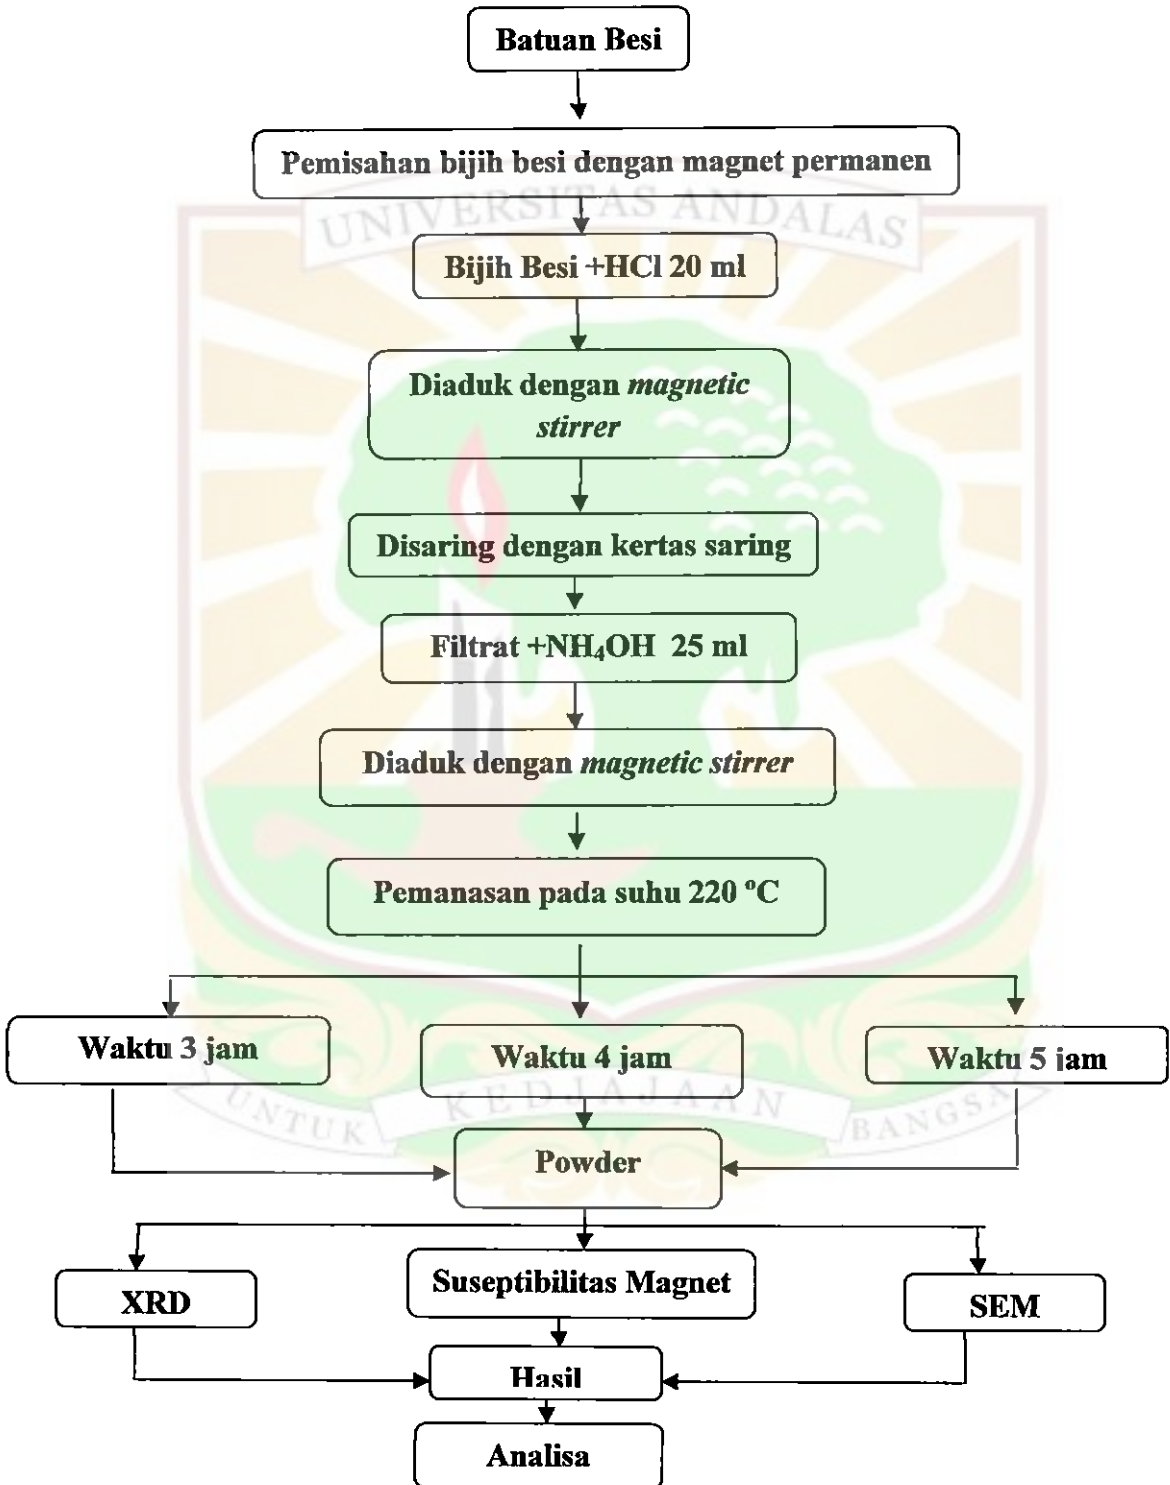 Batuan Besi
Pemisahan bijih besi dengan magnet permanen
UNIVERSITAS ANDALAS
Bijih Besi +HCl 20 ml
Diaduk dengan magnetic
stirrer
Disaring dengan kertas saring
Filtrat +NH₄OH 25 ml
Diaduk dengan magnetic stirrer
Pemanasan pada suhu 220 ºC
Waktu 3 jam
Waktu 4 jam
Waktu 5 jam
UNTUK KEDJAJAAN BANGSA
Powder
XRD
Suseptibilitas Magnet
SEM
Hasil
Analisa